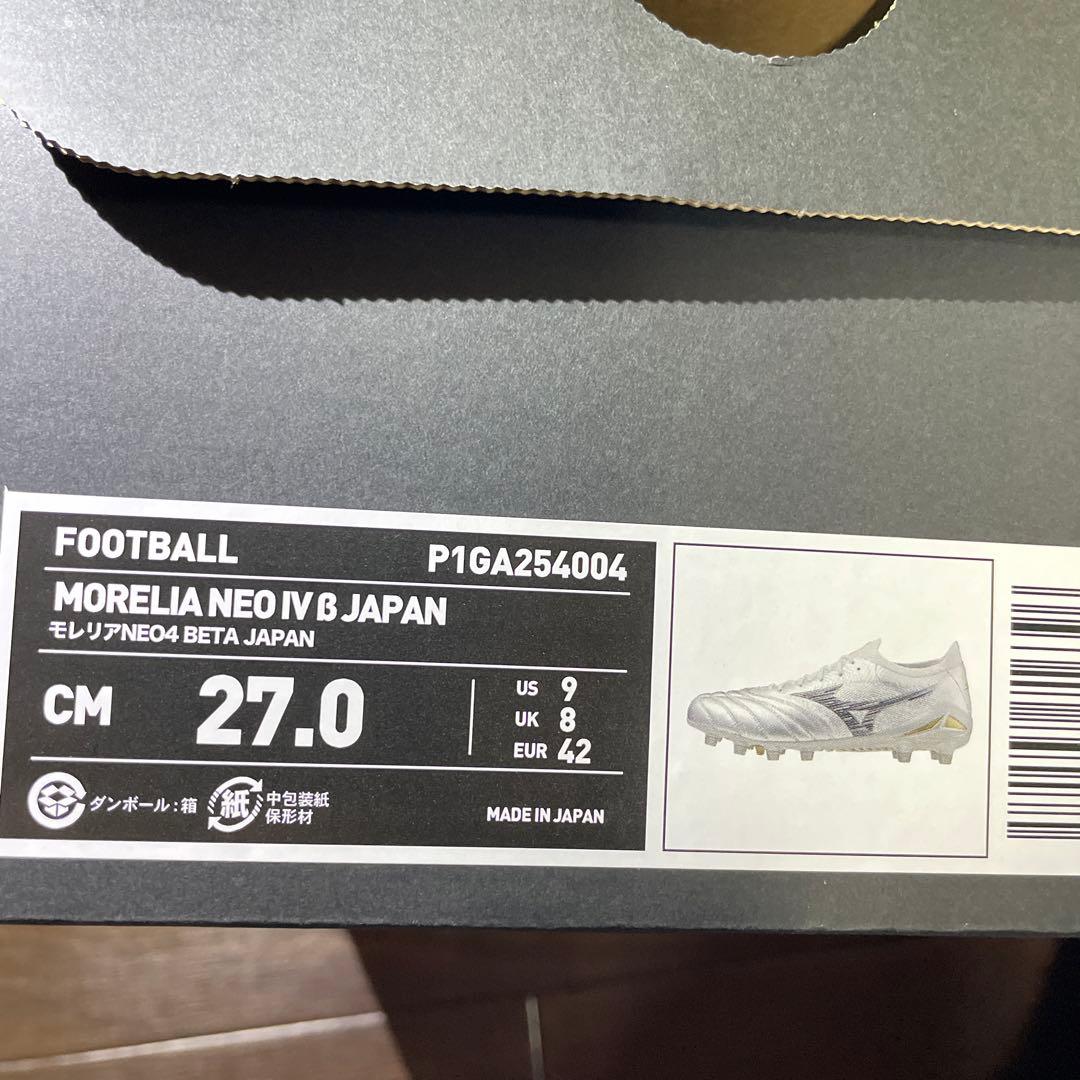 FOOTBALL P1GA254004
MORELIA NEO IV β JAPAN
モレリアNEO4 BETA JAPAN
CM 27.0
US 9
UK 8
EUR 42
ダンボール:箱
紙 中包装紙
保形材
MADE IN JAPAN